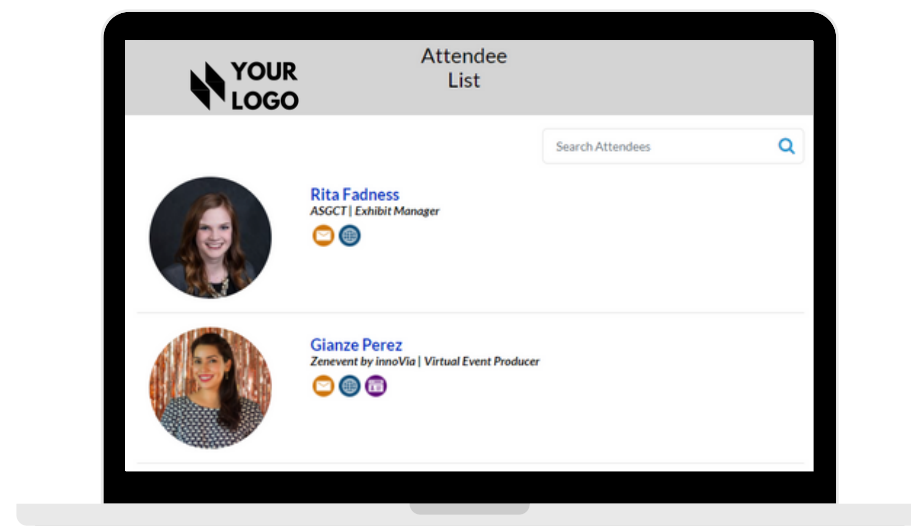 YOUR
LOGO
Attendee
List
Search Attendees
Rita Fadness
ASGCT | Exhibit Manager
Gianze Perez
Zenevent by innoVia | Virtual Event Producer